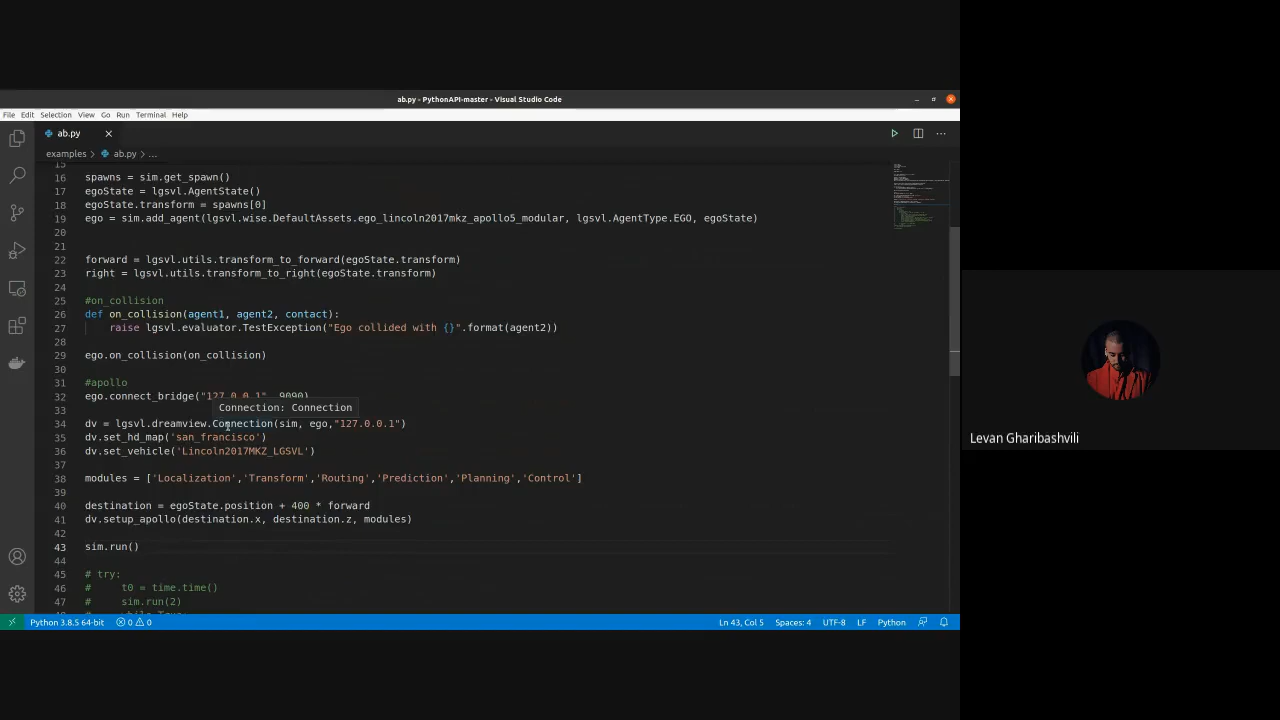 ab.py - PythonAPI-master - Visual Studio Code
File Edit Selection View Go Run Terminal Help
ab.py
examples > ab.py > ...
15
16 spawns = sim.get_spawn()
17 egoState = lgsvl.AgentState()
18 egoState.transform = spawns[0]
19 ego = sim.add_agent(lgsvl.wise.DefaultAssets.ego_lincoln2017mkz_apollo5_modular, lgsvl.AgentType.EGO, egoState)
20
21
22 forward = lgsvl.utils.transform_to_forward(egoState.transform)
23 right = lgsvl.utils.transform_to_right(egoState.transform)
24
25 #on_collision
26 def on_collision(agent1, agent2, contact):
27 raise lgsvl.evaluator.TestException("Ego collided with {}".format(agent2))
28
29 ego.on_collision(on_collision)
30
31 #apollo
32 ego.connect_bridge("127.0.0.1", 9090)
Connection: Connection
33
34 dv = lgsvl.dreamview.Connection(sim, ego,"127.0.0.1")
35 dv.set_hd_map('san_francisco')
36 dv.set_vehicle('Lincoln2017MKZ_LGSVL')
37
38 modules = ['Localization','Transform','Routing','Prediction','Planning','Control']
39
40 destination = egoState.position + 400 * forward
41 dv.setup_apollo(destination.x, destination.z, modules)
42
43 sim.run()
44
45 # try:
46 # t0 = time.time()
47 # sim.run(2)
Python 3.8.5 64-bit 0 0 Ln 43, Col 5 Spaces: 4 UTF-8 LF Python
Levan Gharibashvili